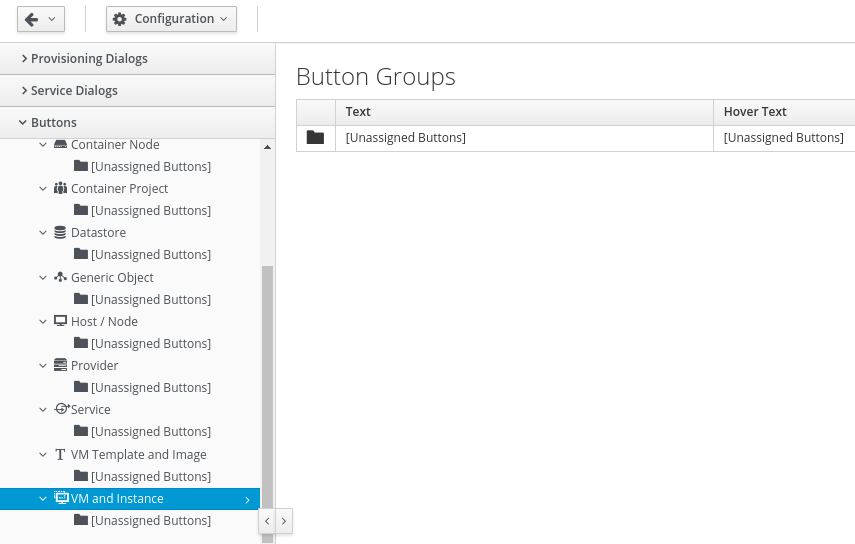 Configuration
Provisioning Dialogs
Service Dialogs
Buttons
Container Node
[Unassigned Buttons]
Container Project
[Unassigned Buttons]
Datastore
[Unassigned Buttons]
Generic Object
[Unassigned Buttons]
Host / Node
[Unassigned Buttons]
Provider
[Unassigned Buttons]
Service
[Unassigned Buttons]
VM Template and Image
[Unassigned Buttons]
VM and Instance
[Unassigned Buttons]
Button Groups
Text Hover Text
[Unassigned Buttons] [Unassigned Buttons]